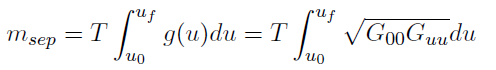 m_{sep} = T \int_{u_0}^{u_f} g(u)du = T \int_{u_0}^{u_f} \sqrt{G_{00}G_{uu}}du